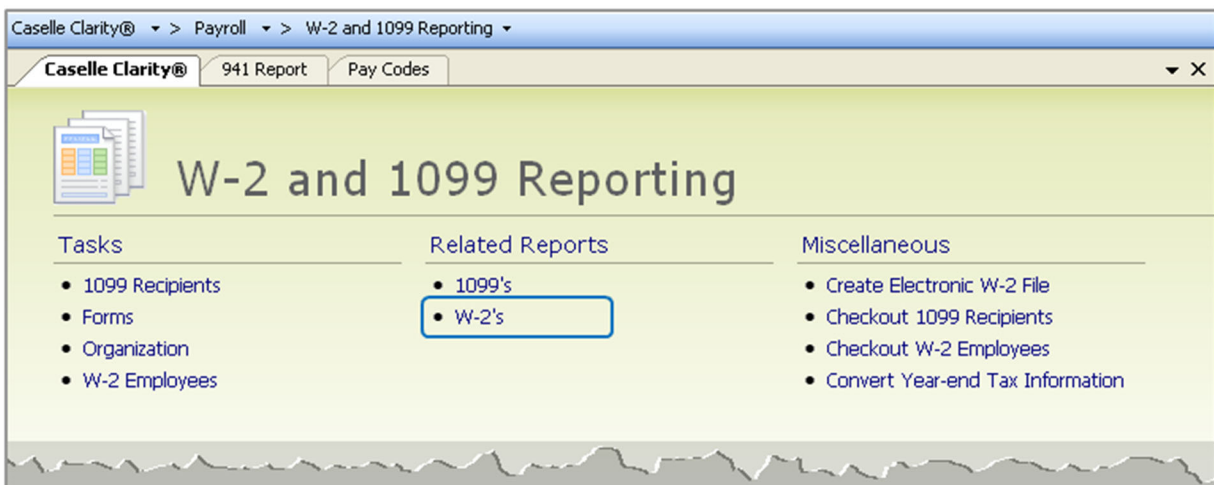 Caselle Clarity® > Payroll > W-2 and 1099 Reporting
Caselle Clarity® 941 Report Pay Codes
W-2 and 1099 Reporting
Tasks
• 1099 Recipients
• Forms
• Organization
• W-2 Employees
Related Reports
• 1099's
• W-2's
Miscellaneous
• Create Electronic W-2 File
• Checkout 1099 Recipients
• Checkout W-2 Employees
• Convert Year-end Tax Information